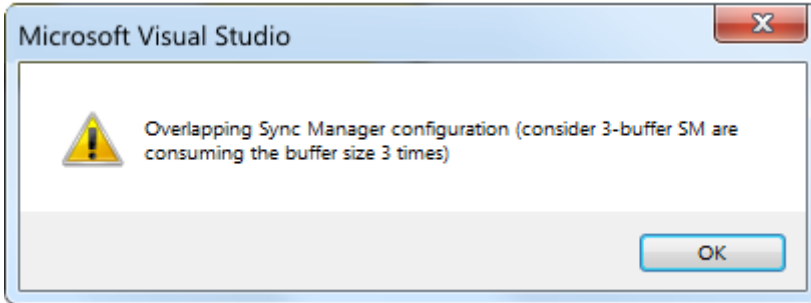 Microsoft Visual Studio
Overlapping Sync Manager configuration (consider 3-buffer SM are
consuming the buffer size 3 times)
OK